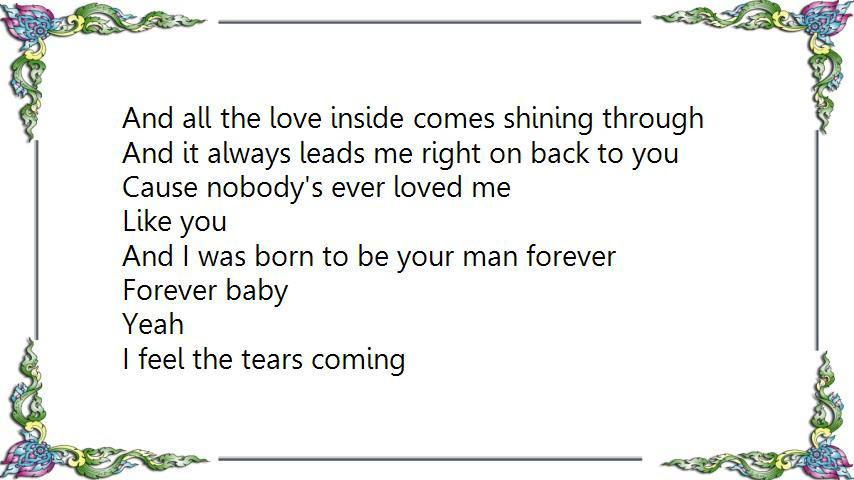 And all the love inside comes shining through
And it always leads me right on back to you
Cause nobody's ever loved me
Like you
And I was born to be your man forever
Forever baby
Yeah
I feel the tears coming